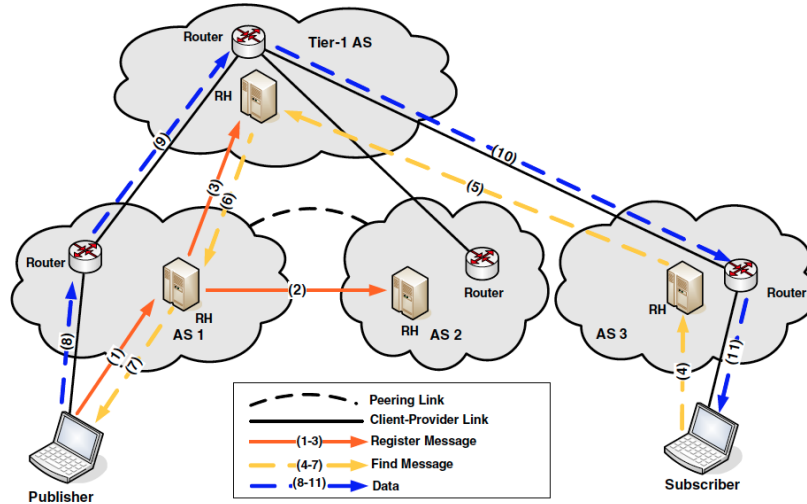 Router
Tier-1 AS
RH
(9)
(10)
(3)
(6)
(5)
Router
RH
AS 1
(2)
RH
AS 2
Router
RH
AS 3
Router
(8)
(1)
(7)
(4)
(11)
Publisher
Subscriber
Peering Link
Client-Provider Link
(1-3) Register Message
(4-7) Find Message
(8-11) Data